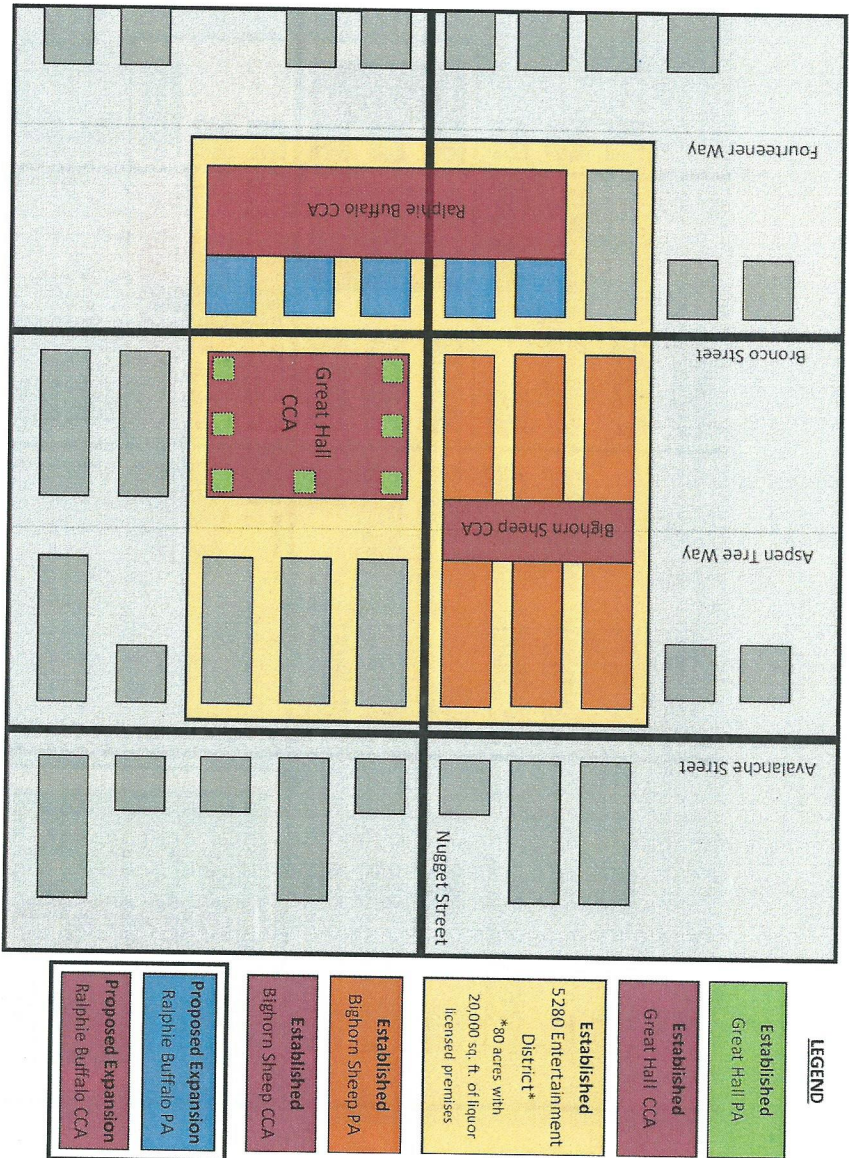 Fourteener Way
Ralphie Buffalo CCA
Bronco Street
Great Hall
CCA
Bighorn Sheep CCA
Aspen Tree Way
Avalanche Street
Nugget Street
LEGEND
Established
Great Hall PA
Established
Great Hall CCA
Established
5280 Entertainment
District*
*80 acres with
20,000 sq. ft. of liquor
licensed premises
Established
Bighorn Sheep PA
Established
Bighorn Sheep CCA
Proposed Expansion
Ralphie Buffalo PA
Proposed Expansion
Ralphie Buffalo CCA